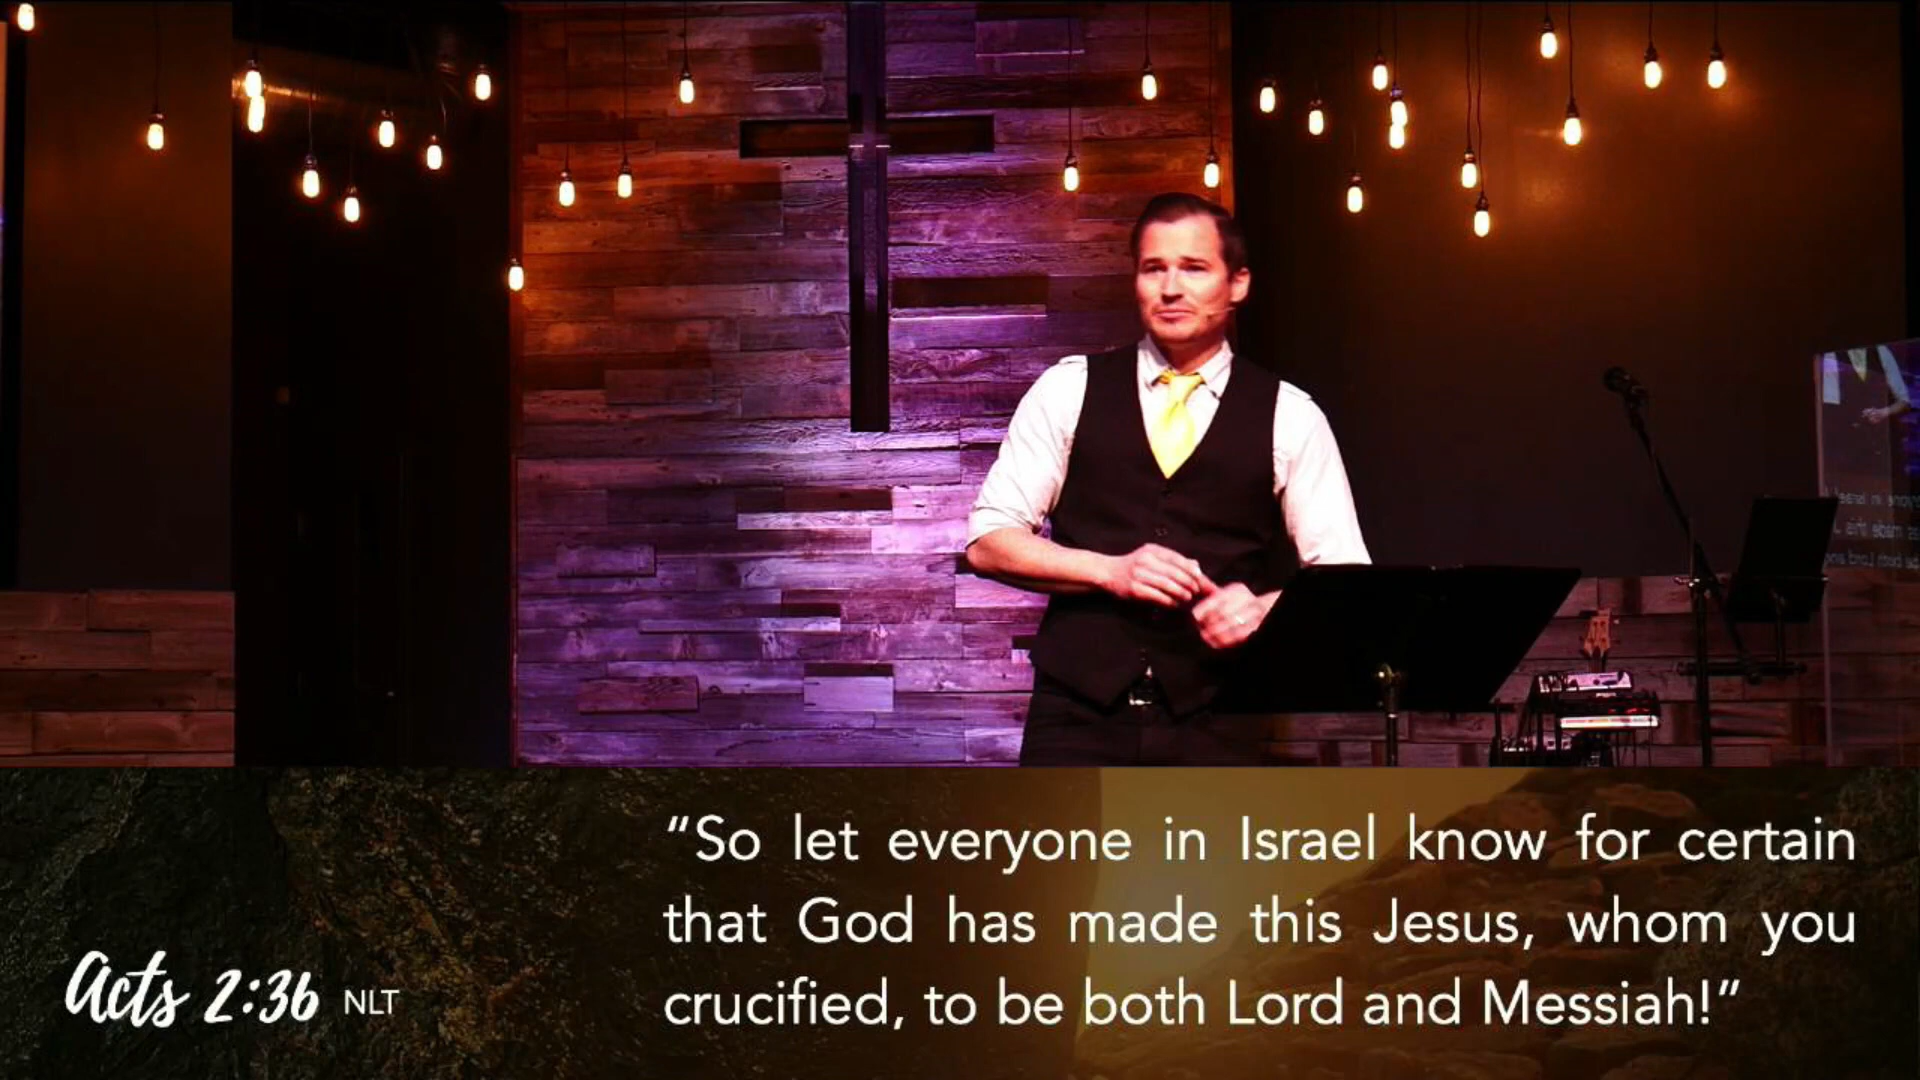 “So let everyone in Israel know for certain
that God has made this Jesus, whom you
crucified, to be both Lord and Messiah!”
Acts 2:36 NLT